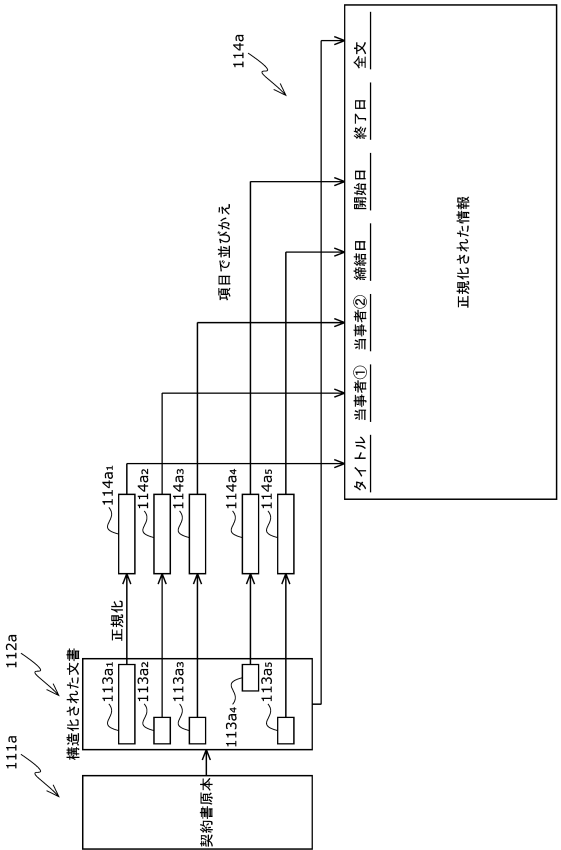 111a
契約書原本
112a
構造化された文書
113a1
113a2
113a3
113a4
113a5
正規化
114a1
114a2
114a3
114a4
114a5
項目で並びかえ
114a
タイトル
当事者①
当事者②
締結日
開始日
終了日
全文
正規化された情報